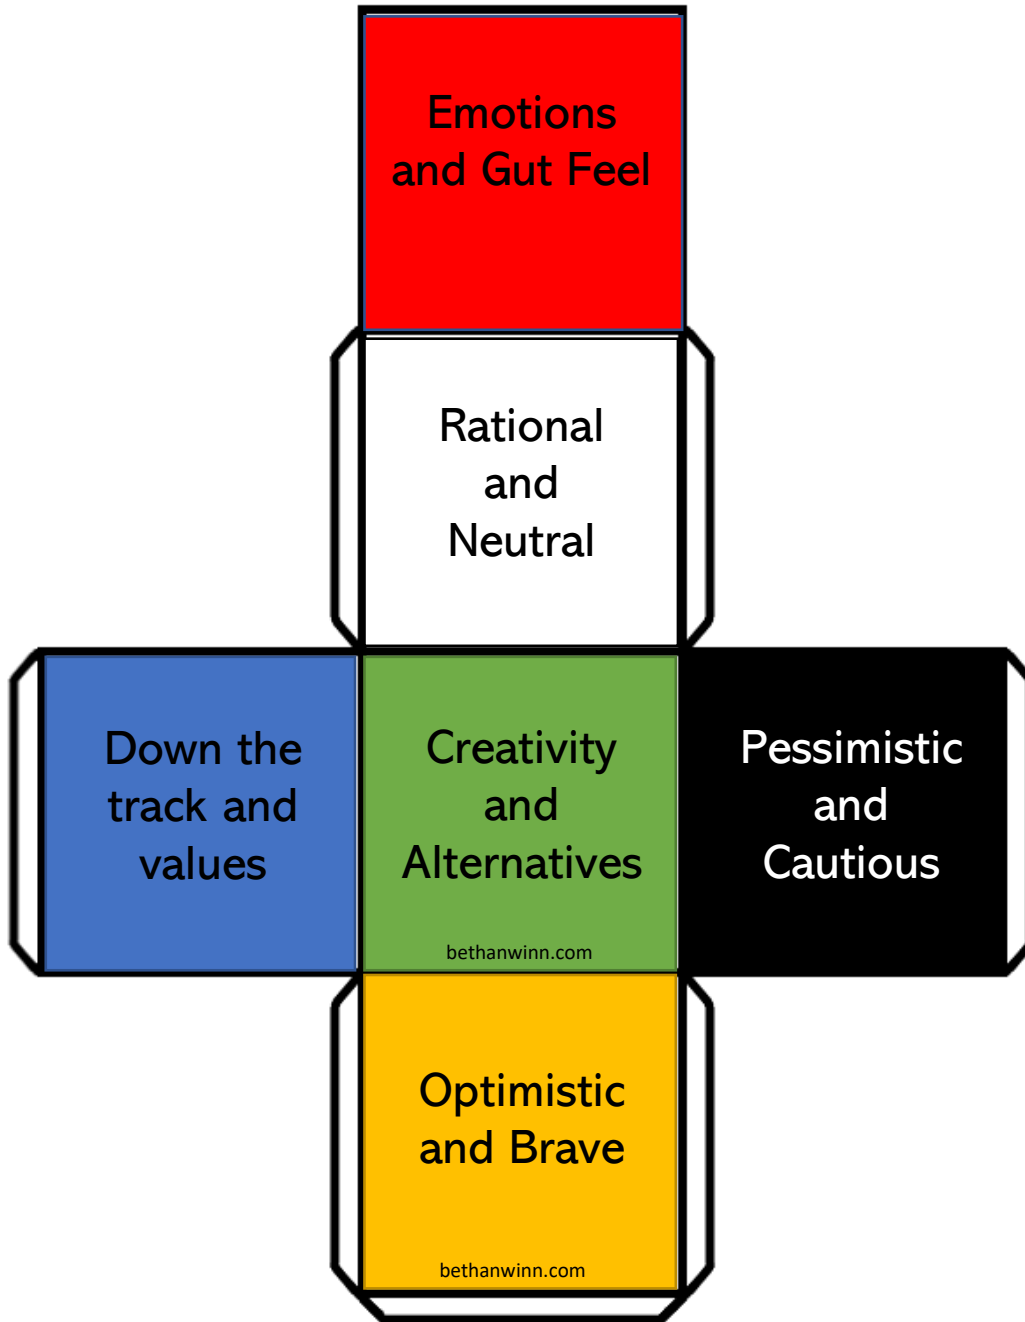 Emotions
and Gut Feel
Rational
and
Neutral
Down the
track and
values
Creativity
and
Alternatives
bethanwinn.com
Pessimistic
and
Cautious
Optimistic
and Brave
bethanwinn.com